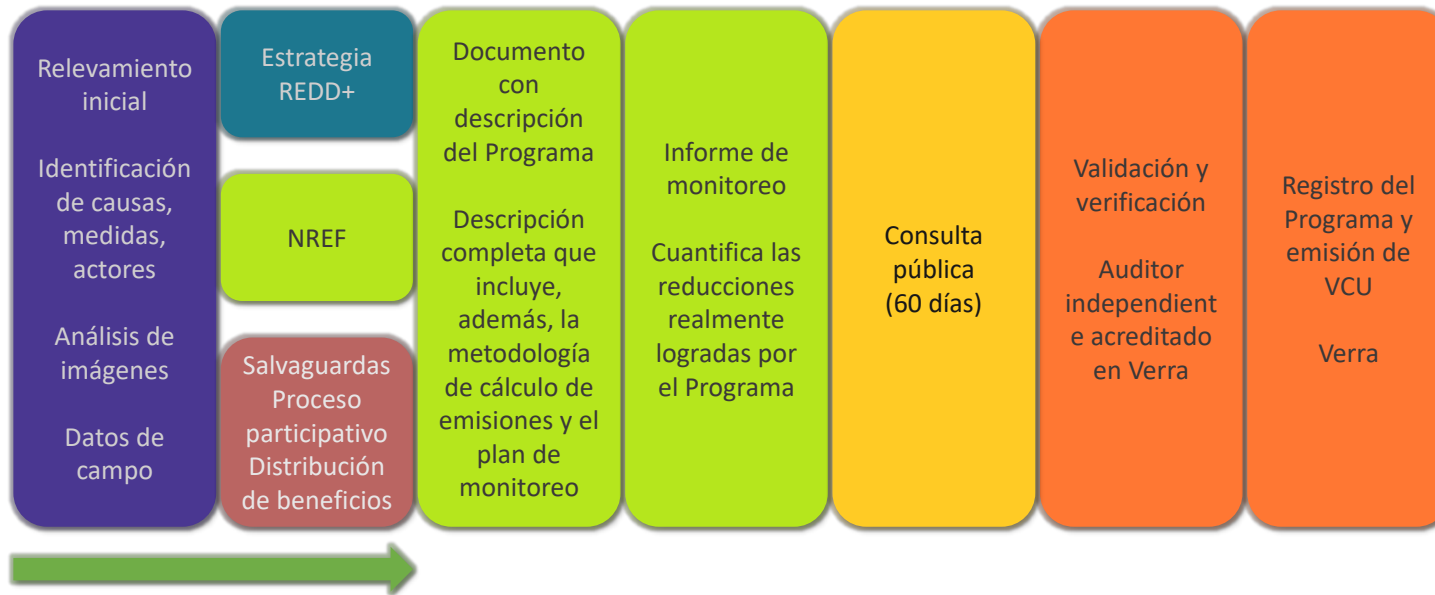 Relevamiento
inicial
Identificación
de causas,
medidas,
actores
Análisis de
imágenes
Datos de
campo
Estrategia
REDD+
NREF
Salvaguardas
Proceso
participativo
Distribución
de beneficios
Documento
con
descripción
del Programa
Descripción
completa que
incluye,
además, la
metodología
de cálculo de
emisiones y el
plan de
monitoreo
Informe de
monitoreo
Cuantifica las
reducciones
realmente
logradas por
el Programa
Consulta
pública
(60 días)
Validación y
verificación
Auditor
independient
e acreditado
en Verra
Registro del
Programa y
emisión de
VCU
Verra